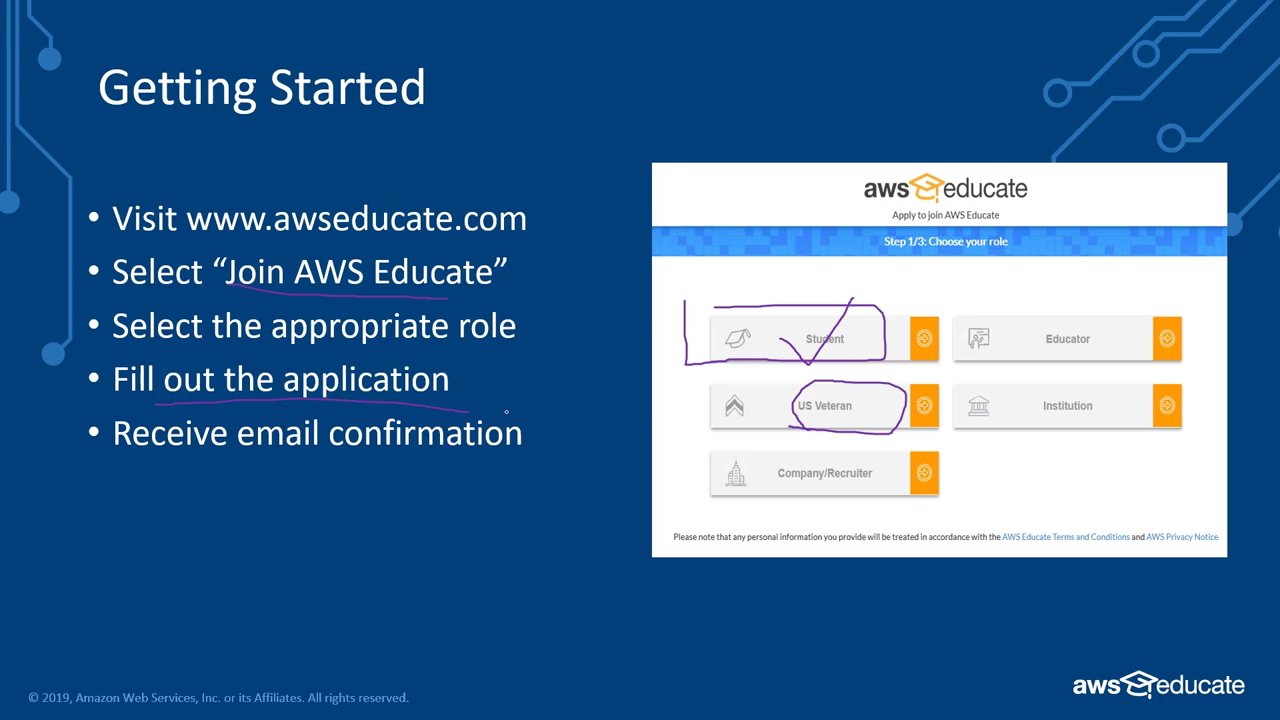 Getting Started
• Visit www.awseducate.com
• Select “Join AWS Educate”
• Select the appropriate role
• Fill out the application
• Receive email confirmation
aws educate
Apply to join AWS Educate
Step 1/3: Choose your role
Student
Educator
US Veteran
Institution
Company/Recruiter
Please note that any personal information you provide will be treated in accordance with the AWS Educate Terms and Conditions and AWS Privacy Notice
© 2019, Amazon Web Services, Inc. or its Affiliates. All rights reserved.
aws educate